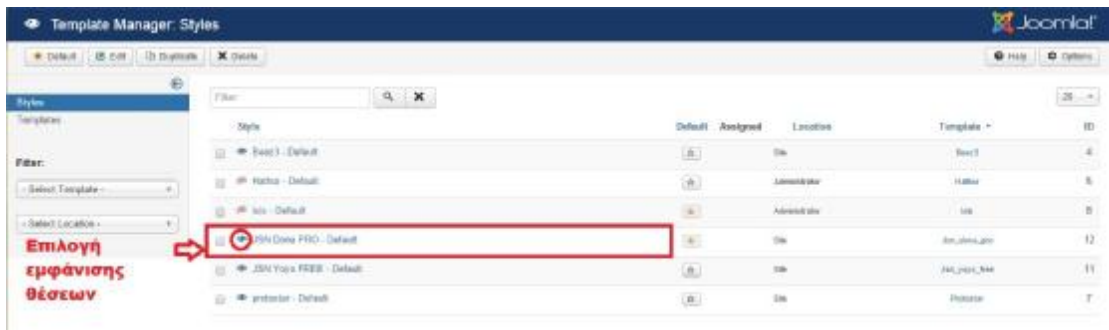 Template Manager: Styles
Joomla!
Default Edit Duplicate Delete
Help Options
Styles
Templates
Filter:
- Select Template -
- Select Location -
Filter
20
Style Default Assigned Location Template ID
Beez3 - Default Site Beez3 4
Hathor - Default Administrator Hathor 5
isis - Default Administrator isis 8
JSN Dona PRO - Default Site jsn_dona_pro 12
JSN Yoyo FREE - Default Site jsn_yoyo_free 11
protostar - Default Site Protostar 7
Επιλογή
εμφάνισης
θέσεων